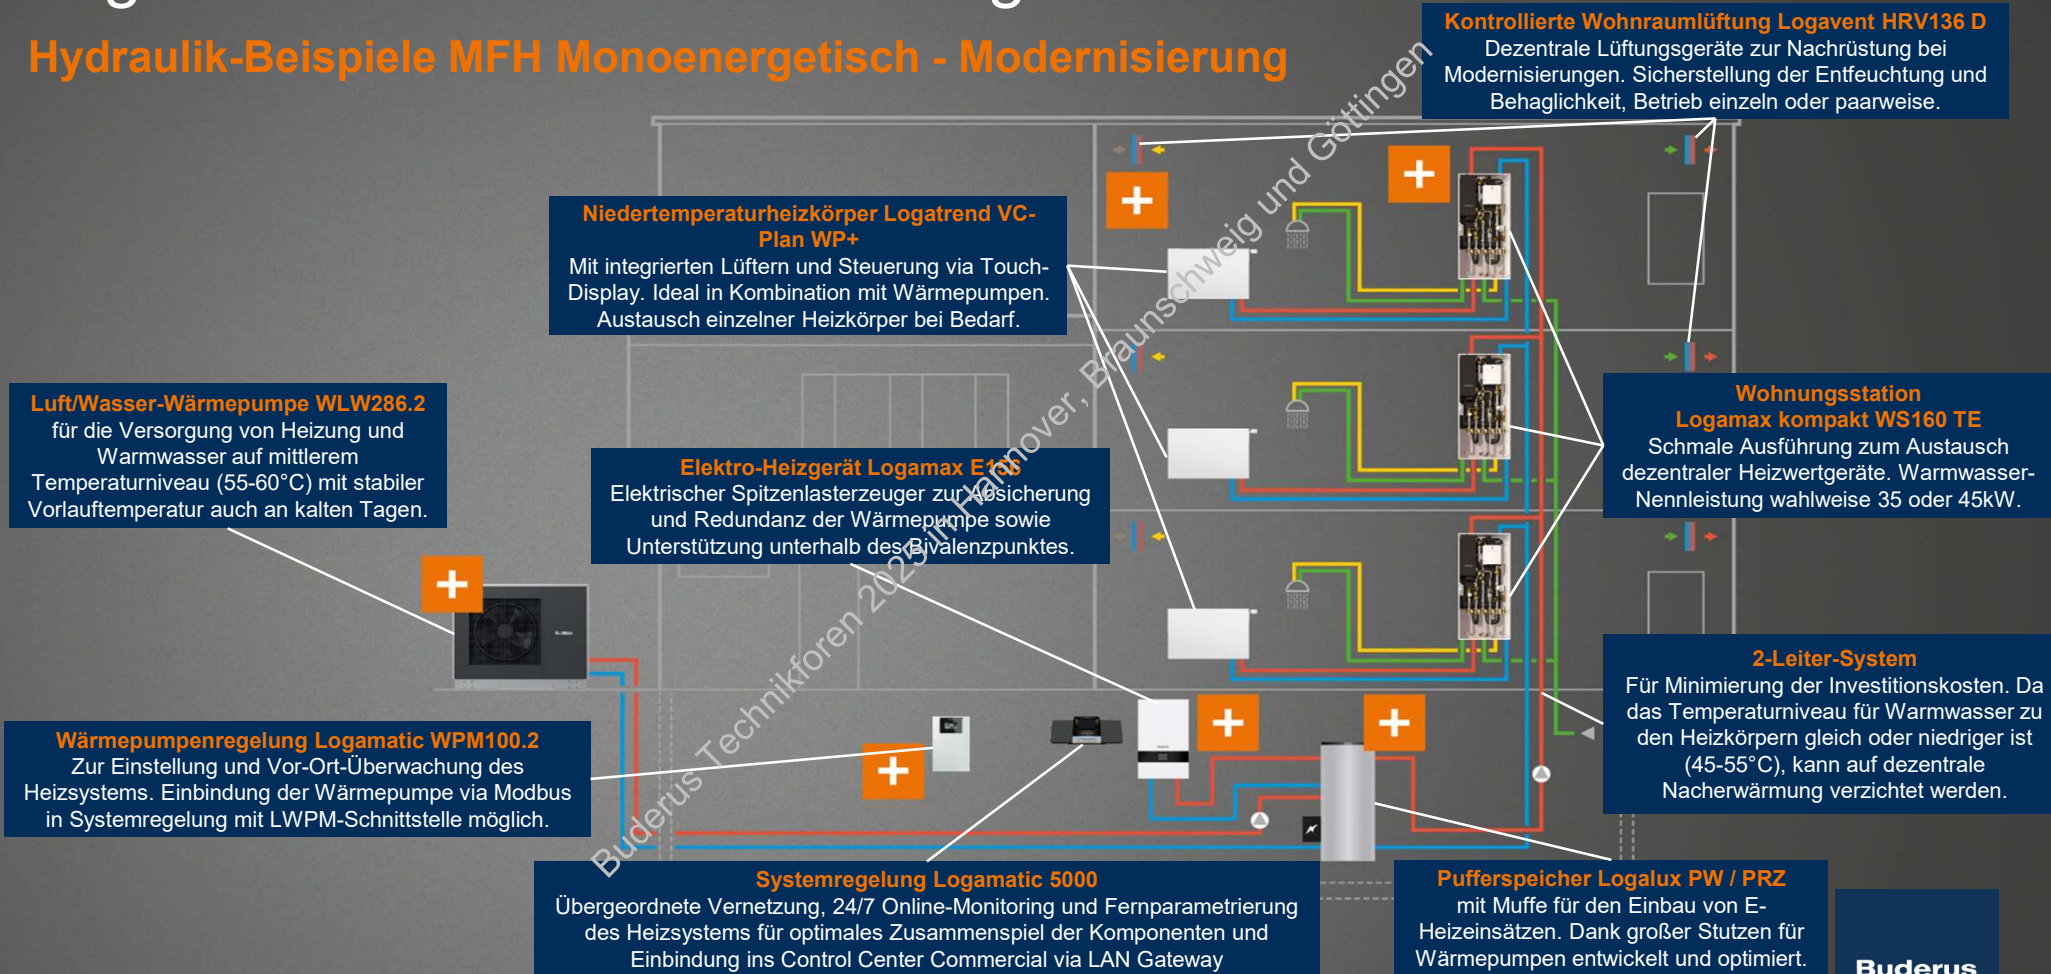 Hydraulik-Beispiele MFH Monoenergetisch - Modernisierung
Kontrollierte Wohnraumlüftung Logavent HRV136 D
Dezentrale Lüftungsgeräte zur Nachrüstung bei
Modernisierungen. Sicherstellung der Entfeuchtung und
Behaglichkeit, Betrieb einzeln oder paarweise.
Niedertemperaturheizkörper Logatrend VC-
Plan WP+
Mit integrierten Lüftern und Steuerung via Touch-
Display. Ideal in Kombination mit Wärmepumpen.
Austausch einzelner Heizkörper bei Bedarf.
Luft/Wasser-Wärmepumpe WLW286.2
für die Versorgung von Heizung und
Warmwasser auf mittlerem
Temperaturniveau (55-60°C) mit stabiler
Vorlauftemperatur auch an kalten Tagen.
Elektro-Heizgerät Logamax
Elektrischer Spitzenlasterzeuger zur Absicherung
und Redundanz der Wärmepumpe sowie
Unterstützung unterhalb des Bivalenzpunktes.
Wohnungsstation
Logamax kompakt WS160 TE
Schmale Ausführung zum Austausch
dezentraler Heizwertgeräte. Warmwasser-
Nennleistung wahlweise 35 oder 45kW.
2-Leiter-System
Für Minimierung der Investitionskosten. Da
das Temperaturniveau für Warmwasser zu
den Heizkörpern gleich oder niedriger ist
(45-55°C), kann auf dezentrale
Nacherwärmung verzichtet werden.
Wärmepumpenregelung Logamatic WPM100.2
Zur Einstellung und Vor-Ort-Überwachung des
Heizsystems. Einbindung der Wärmepumpe via Modbus
in Systemregelung mit LWPM-Schnittstelle möglich.
Systemregelung Logamatic 5000
Übergeordnete Vernetzung, 24/7 Online-Monitoring und Fernparametrierung
des Heizsystems für optimales Zusammenspiel der Komponenten und
Einbindung ins Control Center Commercial via LAN Gateway
Pufferspeicher Logalux PW / PRZ
mit Muffe für den Einbau von E-
Heizeinsätzen. Dank großer Stutzen für
Wärmepumpen entwickelt und optimiert.
Buderus
Buderus Technikforen 2025 in Hannover, Braunschweig und Göttingen